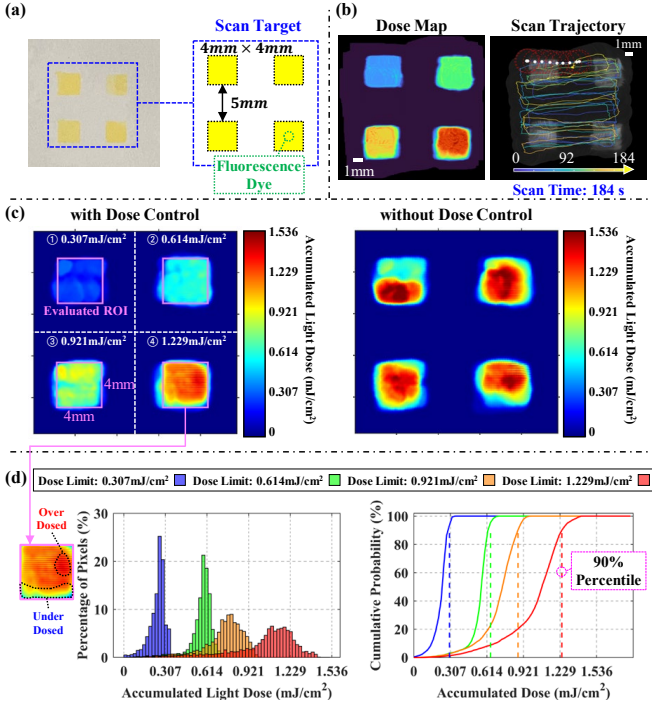 (a)
Scan Target
4mm × 4mm
5mm
Fluorescence
Dye
(b)
Dose Map
Scan Trajectory
1mm
1mm
0 92 184
Scan Time: 184 s
(c)
with Dose Control
without Dose Control
① 0.307mJ/cm²
② 0.614mJ/cm²
Evaluated ROI
③ 0.921mJ/cm²
④ 1.229mJ/cm²
4mm
4mm
1.536
1.229
0.921
0.614
0.307
0
Accumulated Light Dose (mJ/cm²)
1.536
1.229
0.921
0.614
0.307
0
Accumulated Light Dose (mJ/cm²)
(d)
Dose Limit: 0.307mJ/cm² Dose Limit: 0.614mJ/cm² Dose Limit: 0.921mJ/cm² Dose Limit: 1.229mJ/cm²
Over
Dosed
Under
Dosed
Percentage of Pixels (%)
30
20
10
0
0 0.307 0.614 0.921 1.229 1.536
Accumulated Light Dose (mJ/cm²)
Cumulative Probability (%)
100
80
60
40
20
0
0 0.307 0.614 0.921 1.229 1.536
Accumulated Dose (mJ/cm²)
90%
Percentile